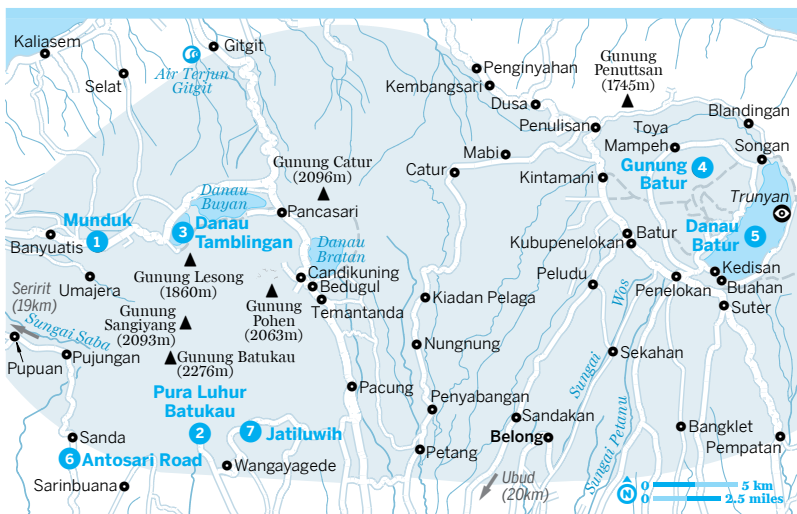 Kaliasem
Gitgit
Selat
Air Terjun
Gitgit
Penginyahan
Kembangsari
Dusa
Gunung
Penuttsan
(1745m)
Penulisan
Blandingan
Toya
Mampeh
Songan
Gunung
Batur
4
Mabi
Catur
Kintamani
Trunyan
Gunung Catur
(2096m)
Danau
Buyan
Pancasari
Munduk
1
Banyuatis
3
Danau
Tamblingan
Danau
Bratan
Batur
Kubupenelokan
Danau
Batur
5
Umajera
Gunung Lesong
(1860m)
Candikuning
Bedugul
Temantanda
Peludu
Kedisan
Buahan
Penelokan
Suter
Seririt
(19km)
Gunung
Sangiyang
(2093m)
Gunung
Pohen
(2063m)
Kiadan Pelaga
Wos
Sungai
Sungai Saba
Pupuan
Pujungan
Gunung Batukau
(2276m)
Nungnung
Sekahan
Pura Luhur
Batukau
2
Pacung
Penyabangan
Sandakan
Sungai Petanu
7
Jatiluwih
Belong
Bangklet
Pempatan
Sanda
6
Antosari Road
Wangayagede
Petang
Sarinbuana
Ubud
(20km)
N
0
5 km
0
2.5 miles